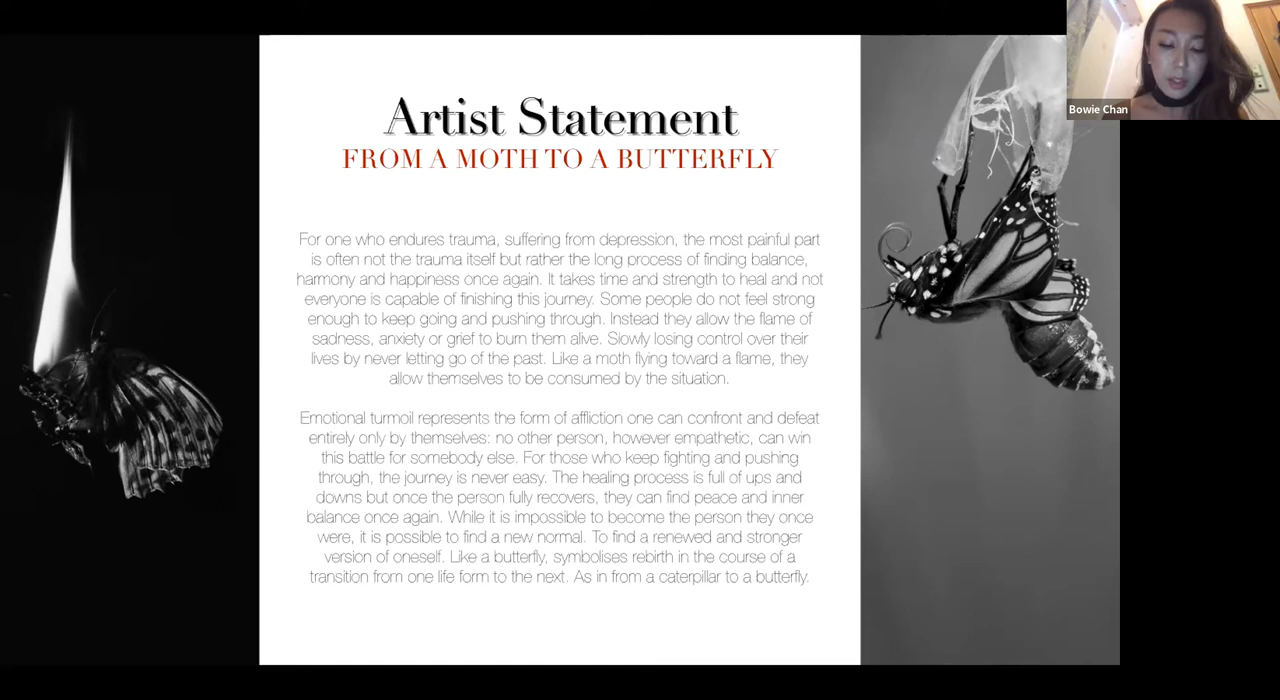 Artist Statement
FROM A MOTH TO A BUTTERFLY
For one who endures trauma, suffering from depression, the most painful part
is often not the trauma itself but rather the long process of finding balance,
harmony and happiness once again. It takes time and strength to heal and not
everyone is capable of finishing this journey. Some people do not feel strong
enough to keep going and pushing through. Instead they allow the flame of
sadness, anxiety or grief to burn them alive. Slowly losing control over their
lives by never letting go of the past. Like a moth flying toward a flame, they
allow themselves to be consumed by the situation.
Emotional turmoil represents the form of affliction one can confront and defeat
entirely only by themselves: no other person, however empathetic, can win
this battle for somebody else. For those who keep fighting and pushing
through, the journey is never easy. The healing process is full of ups and
downs but once the person fully recovers, they can find peace and inner
balance once again. While it is impossible to become the person they once
were, it is possible to find a new normal. To find a renewed and stronger
version of oneself. Like a butterfly, symbolises rebirth in the course of a
transition from one life form to the next. As in from a caterpillar to a butterfly.
Bowie Chan